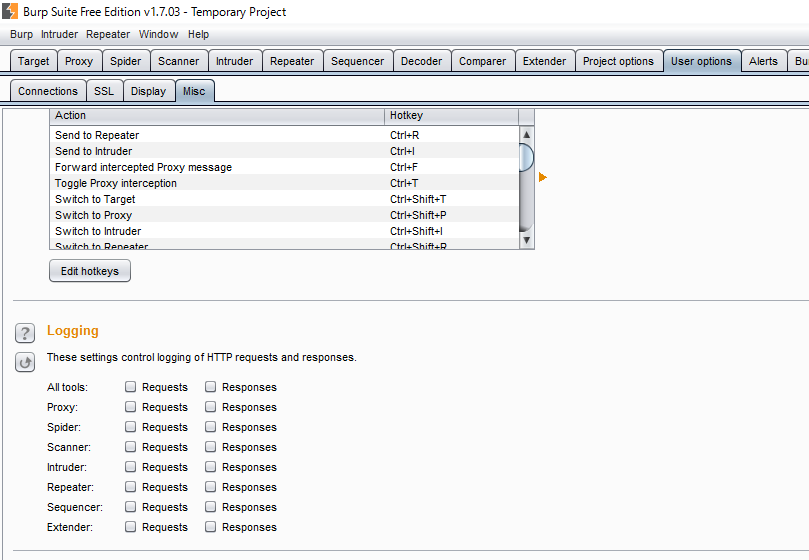 Burp Suite Free Edition v1.7.03 - Temporary Project
Burp Intruder Repeater Window Help
Target Proxy Spider Scanner Intruder Repeater Sequencer Decoder Comparer Extender Project options User options Alerts Bu
Connections SSL Display Misc
Action Hotkey
Send to Repeater Ctrl+R
Send to Intruder Ctrl+I
Forward intercepted Proxy message Ctrl+F
Toggle Proxy interception Ctrl+T
Switch to Target Ctrl+Shift+T
Switch to Proxy Ctrl+Shift+P
Switch to Intruder Ctrl+Shift+I
Switch to Repeater Ctrl+Shift+R
Edit hotkeys
? Logging
These settings control logging of HTTP requests and responses.
All tools: Requests Responses
Proxy: Requests Responses
Spider: Requests Responses
Scanner: Requests Responses
Intruder: Requests Responses
Repeater: Requests Responses
Sequencer: Requests Responses
Extender: Requests Responses